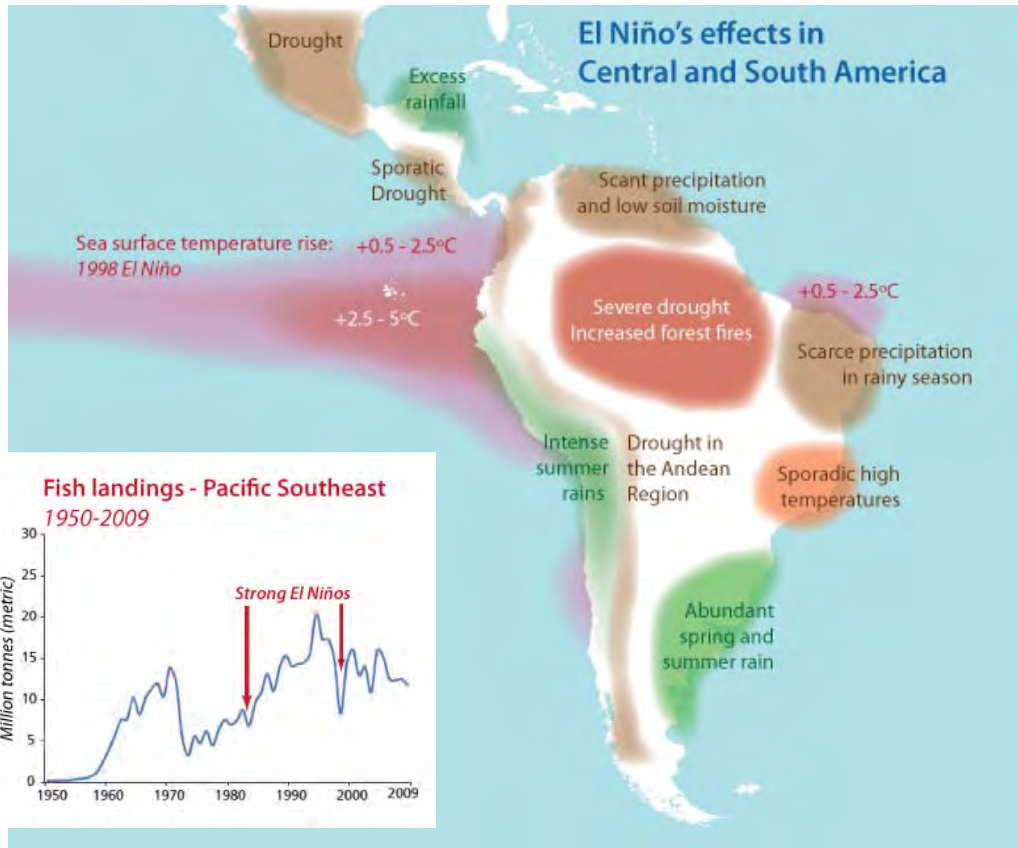 El Niño's effects in
Central and South America
Drought
Excess
rainfall
Sporatic
Drought
Scant precipitation
and low soil moisture
Sea surface temperature rise:
1998 El Niño
+0.5 - 2.5ºC
+2.5 - 5ºC
Severe drought
Increased forest fires
+0.5 - 2.5ºC
Scarce precipitation
in rainy season
Intense
summer
rains
Drought in
the Andean
Region
Sporadic high
temperatures
Abundant
spring and
summer rain
Fish landings - Pacific Southeast
1950-2009
Million tonnes (metric)
30
25
20
15
10
5
0
Strong El Niños
1950 1960 1970 1980 1990 2000 2009